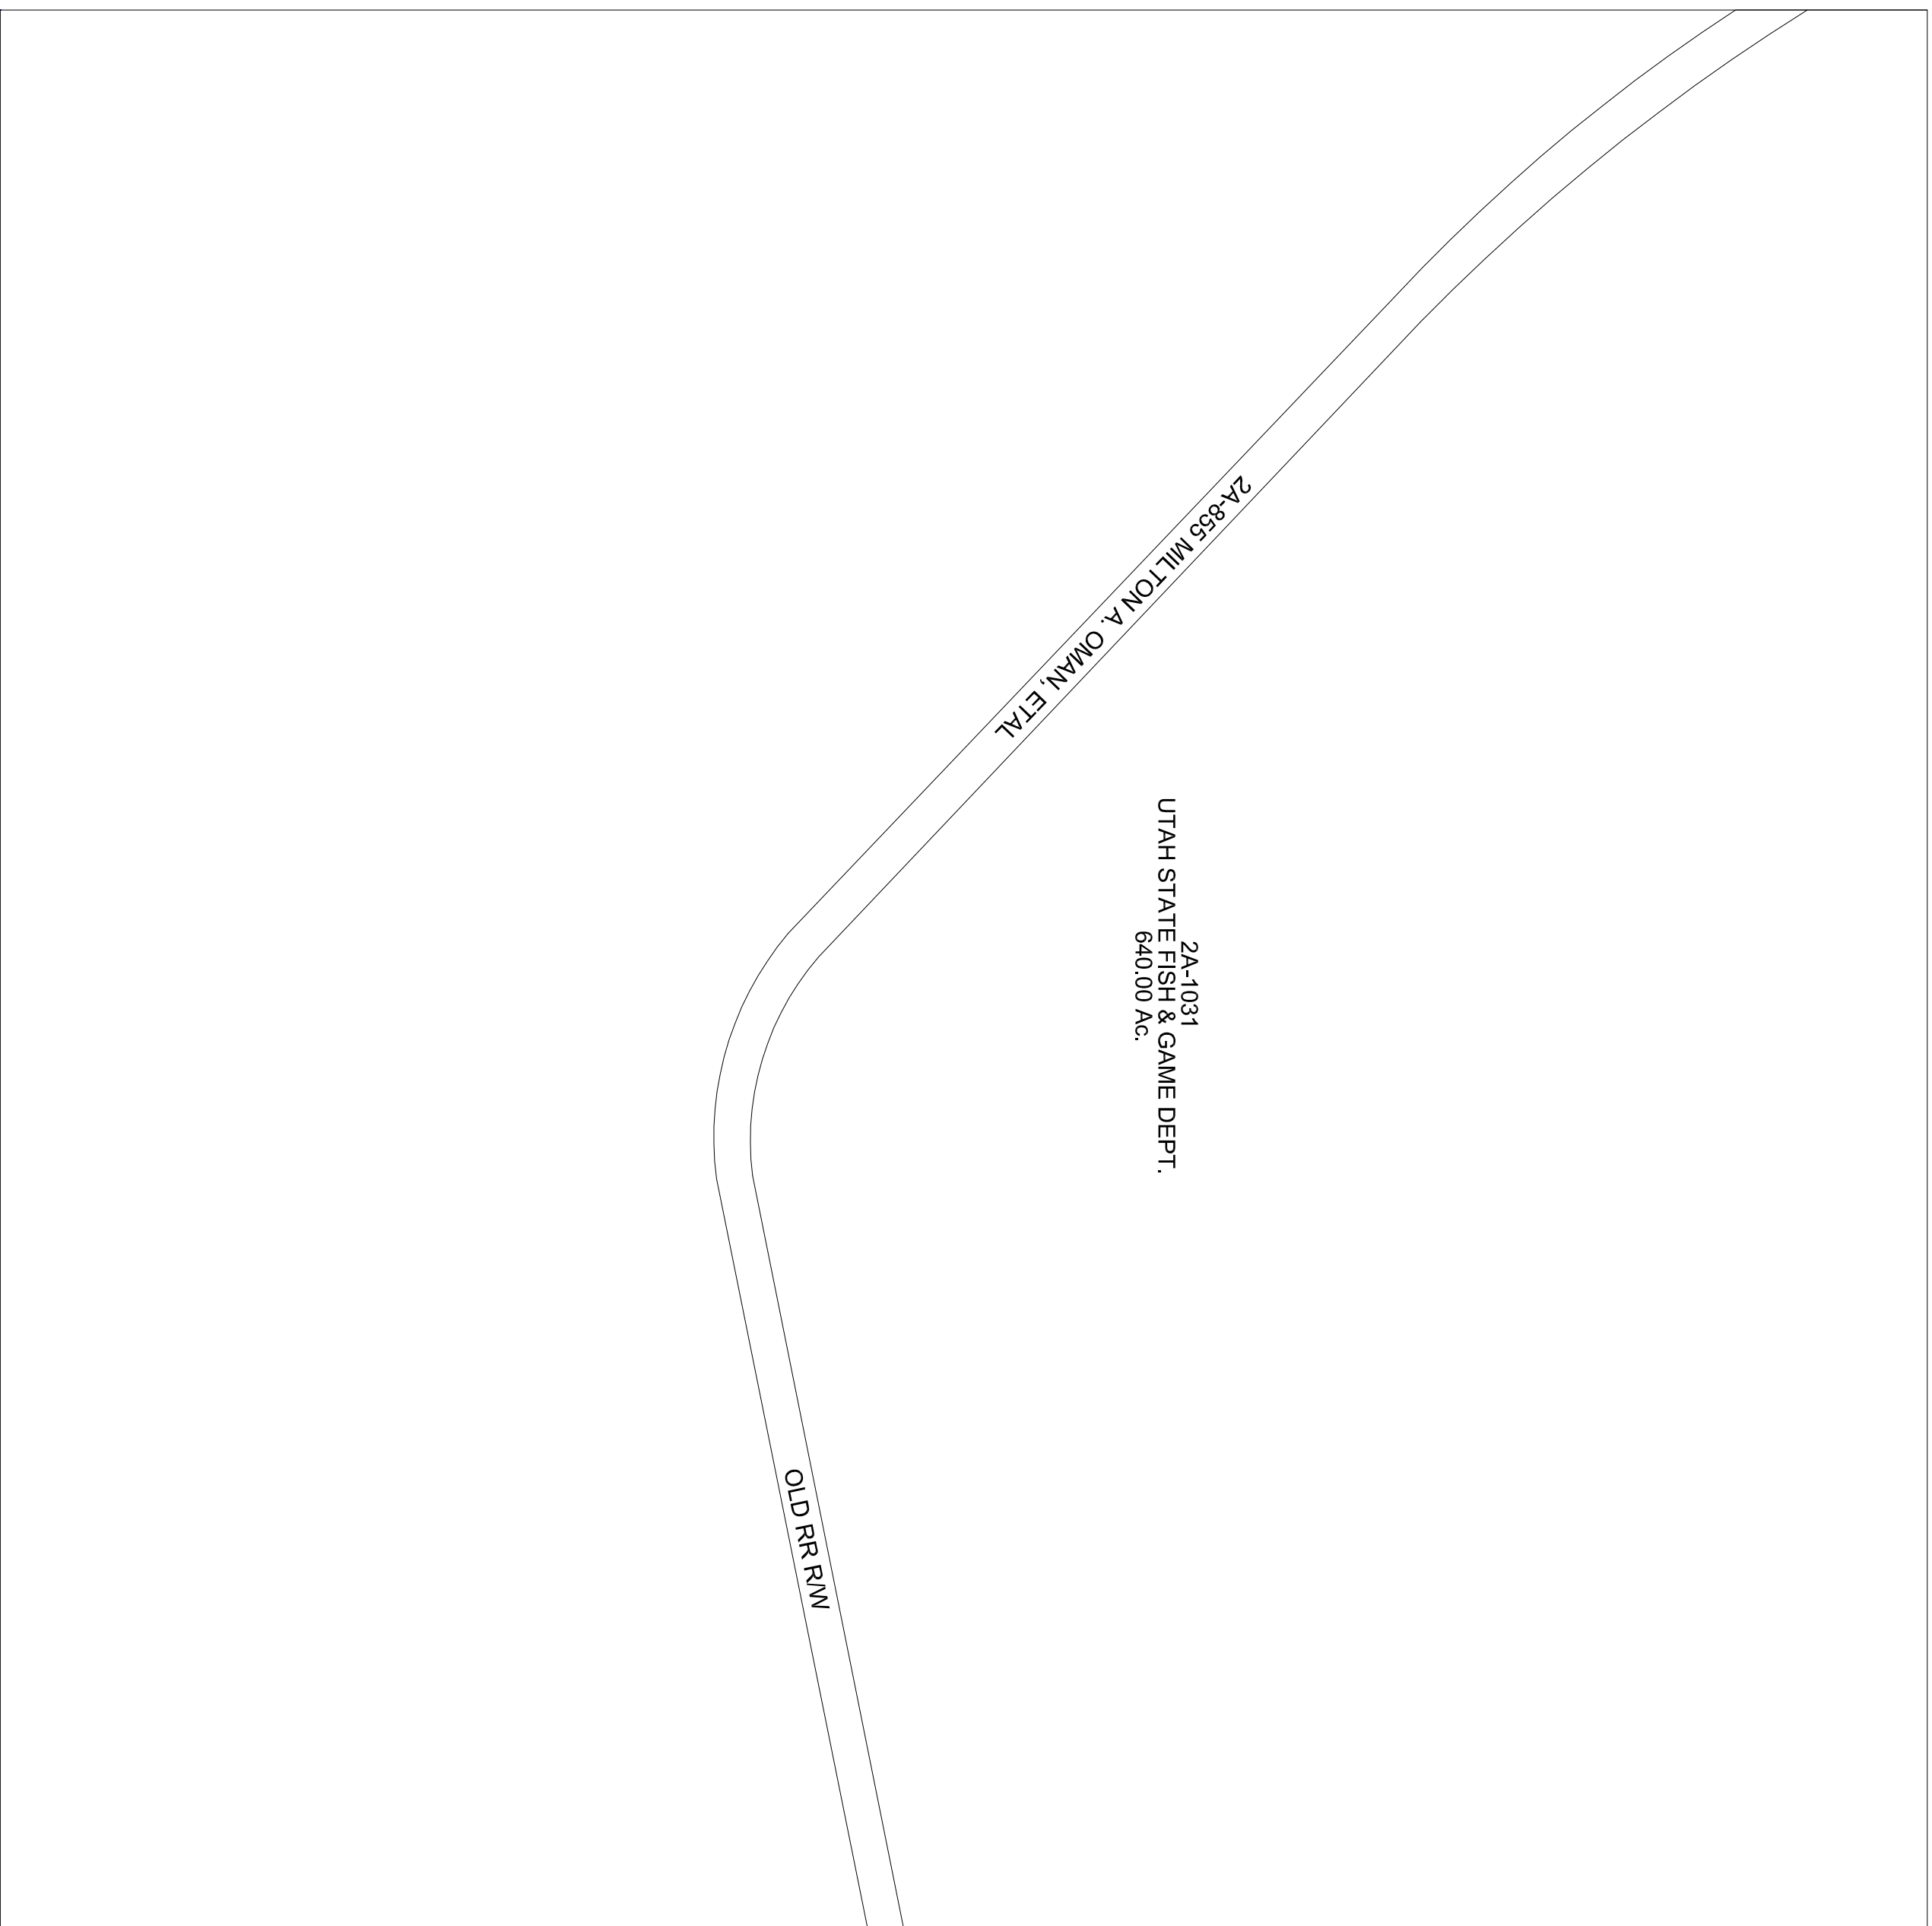 2A-855 MILTON A. OMAN, ETAL
2A-1031
UTAH STATE FISH & GAME DEPT.
640.00 Ac.
OLD RR R/W